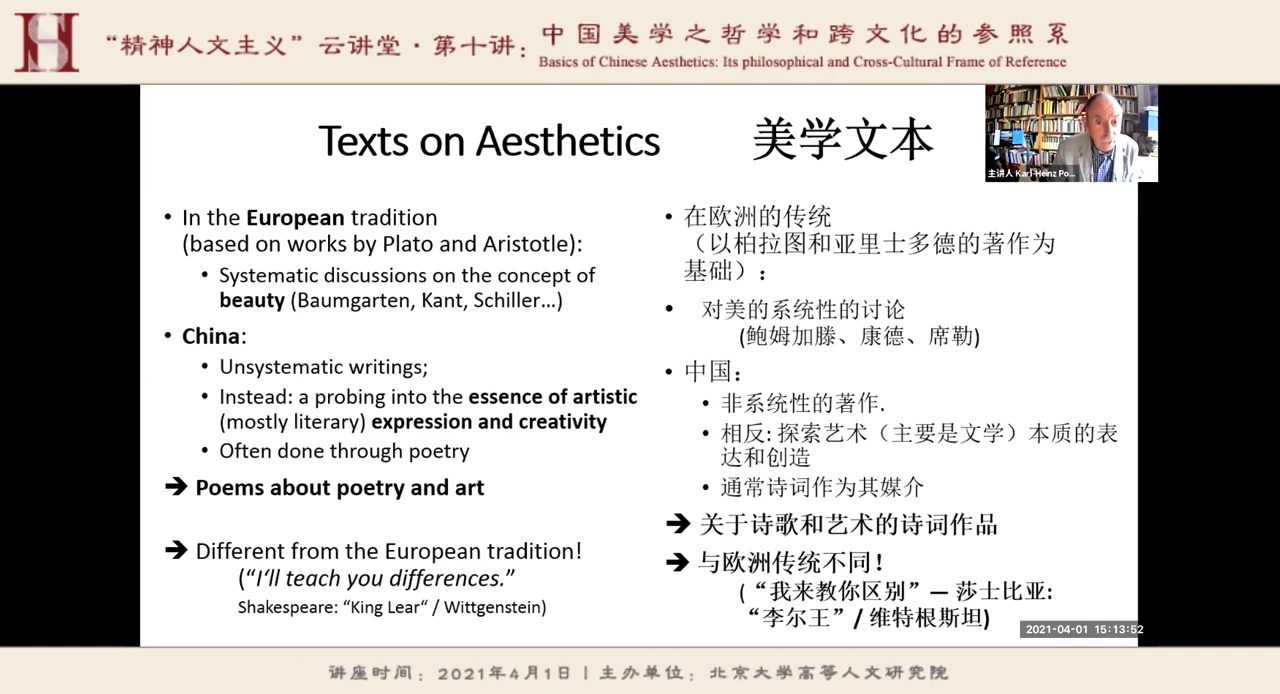 “精神人文主义”云讲堂·第十讲：
中国美学之哲学和跨文化的参照系
Basics of Chinese Aesthetics: Its philosophical and Cross-Cultural Frame of Reference
主讲人 Karl-Heinz Po...
Texts on Aesthetics
• In the European tradition
(based on works by Plato and Aristotle):
• Systematic discussions on the concept of
beauty (Baumgarten, Kant, Schiller...)
• China:
• Unsystematic writings;
• Instead: a probing into the essence of artistic
(mostly literary) expression and creativity
• Often done through poetry
➔ Poems about poetry and art
➔ Different from the European tradition!
(“I‘ll teach you differences.”
Shakespeare: “King Lear“ / Wittgenstein)
美学文本
• 在欧洲的传统
（以柏拉图和亚里士多德的著作为
基础）:
• 对美的系统性的讨论
(鲍姆加滕、康德、席勒)
• 中国：
• 非系统性的著作.
• 相反: 探索艺术（主要是文学）本质的表
达和创造
• 通常诗词作为其媒介
➔ 关于诗歌和艺术的诗词作品
➔ 与欧洲传统不同！
(“我来教你区别” — 莎士比亚:
“李尔王” / 维特根斯坦)
2021-04-01 15:13:52
讲座时间：2021年4月1日 | 主办单位：北京大学高等人文研究院